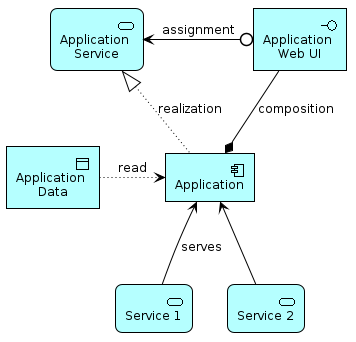 assignment
Application
Service
Application
Web UI
realization
composition
Application
Data
read
Application
serves
Service 1
Service 2